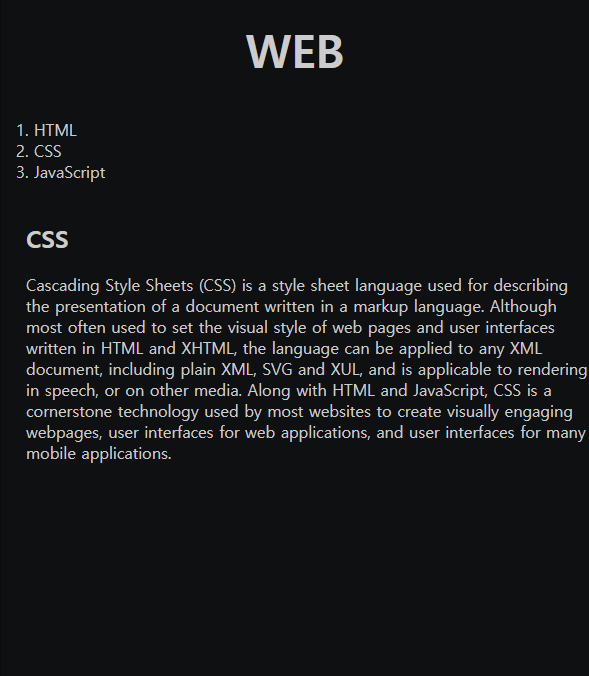 WEB
1. HTML
2. CSS
3. JavaScript
CSS
Cascading Style Sheets (CSS) is a style sheet language used for describing
the presentation of a document written in a markup language. Although
most often used to set the visual style of web pages and user interfaces
written in HTML and XHTML, the language can be applied to any XML
document, including plain XML, SVG and XUL, and is applicable to rendering
in speech, or on other media. Along with HTML and JavaScript, CSS is a
cornerstone technology used by most websites to create visually engaging
webpages, user interfaces for web applications, and user interfaces for many
mobile applications.